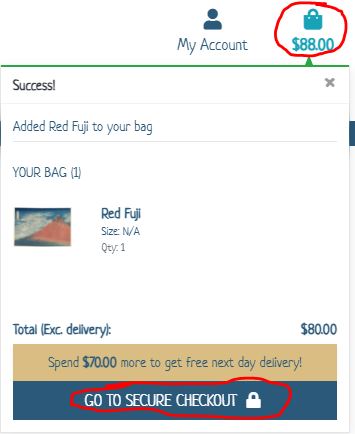 My Account
$88.00
Success!
×
Added Red Fuji to your bag
YOUR BAG (1)
Red Fuji
Size: N/A
Qty: 1
Total (Exc. delivery): $80.00
Spend $70.00 more to get free next day delivery!
GO TO SECURE CHECKOUT